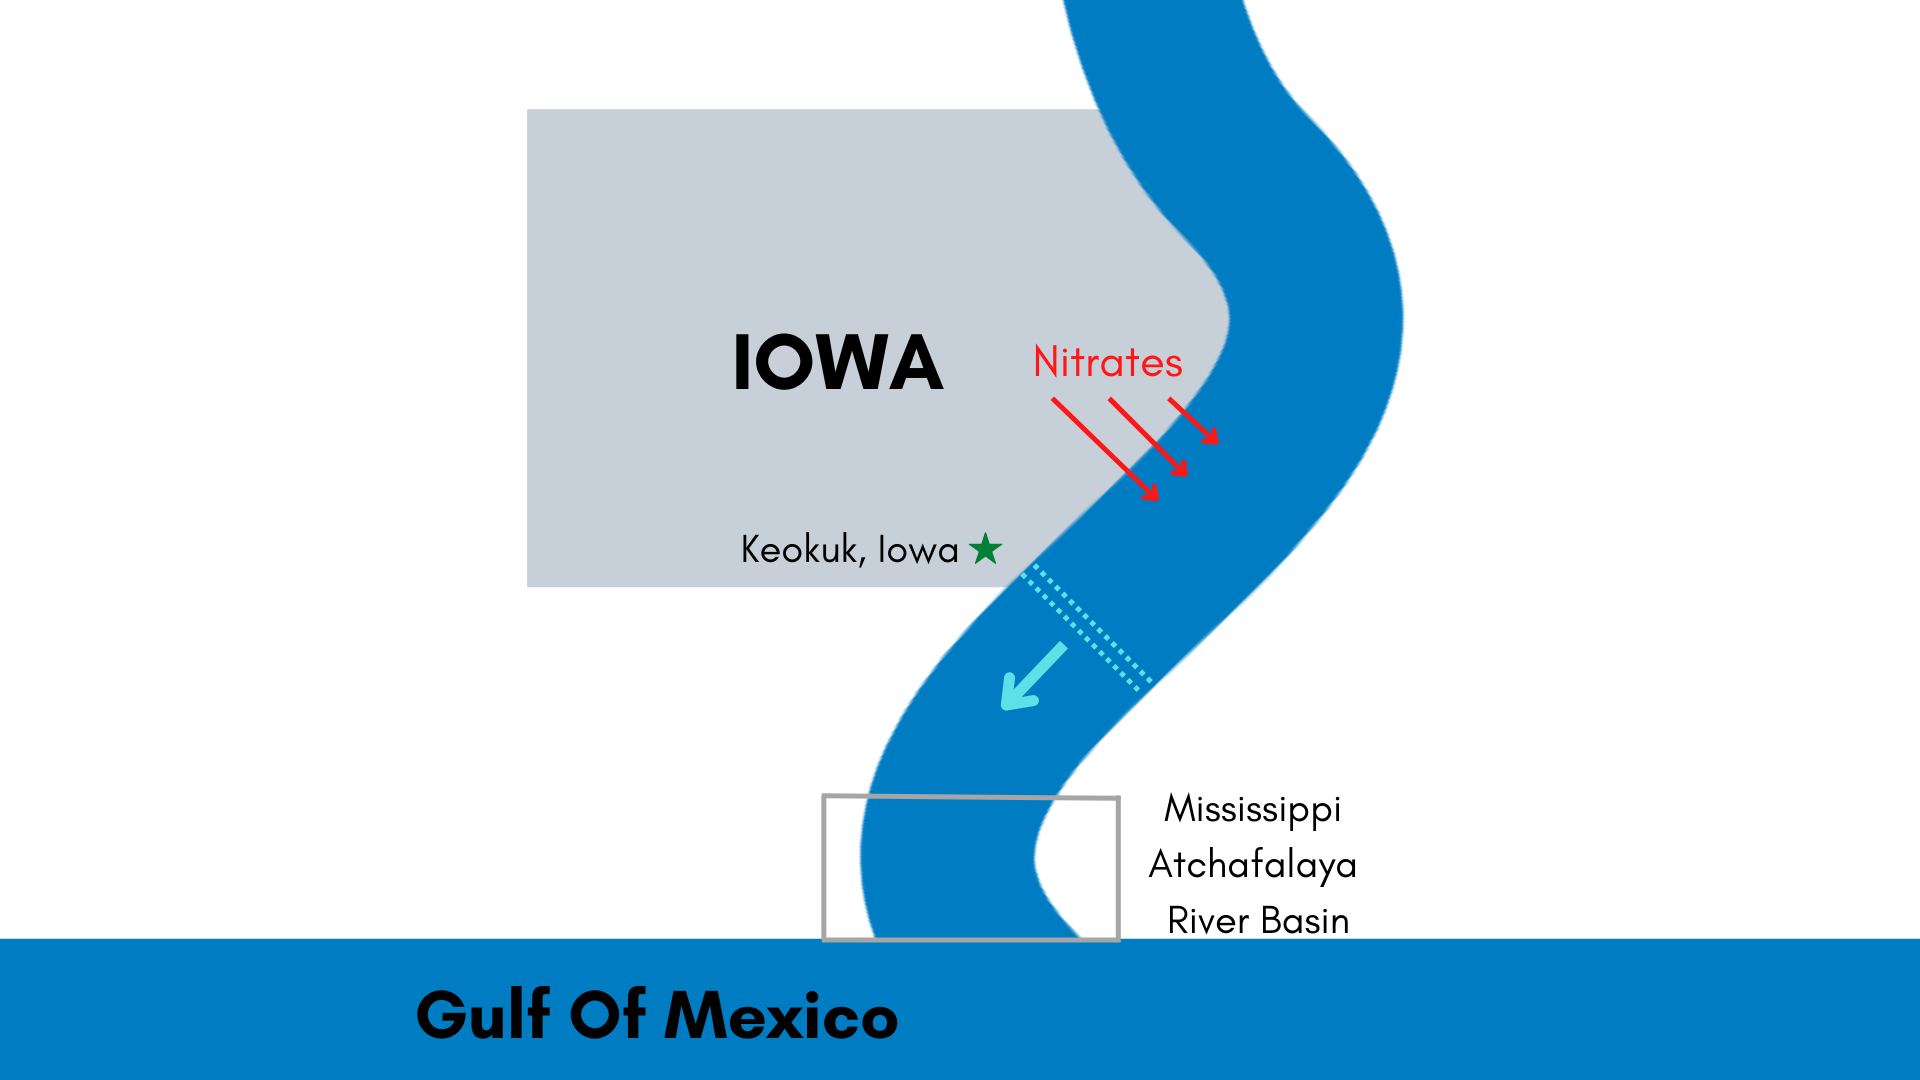 IOWA
Nitrates
Keokuk, Iowa
Mississippi
Atchafalaya
River Basin
Gulf Of Mexico